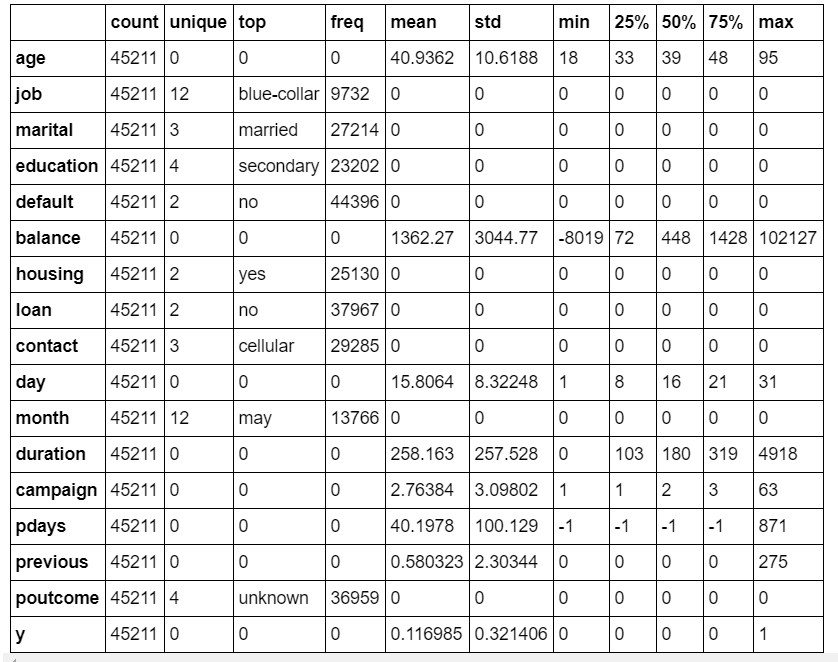 count unique top freq mean std min 25% 50% 75% max
age 45211 0 0 0 40.9362 10.6188 18 33 39 48 95
job 45211 12 blue-collar 9732 0 0 0 0 0 0 0
marital 45211 3 married 27214 0 0 0 0 0 0 0
education 45211 4 secondary 23202 0 0 0 0 0 0 0
default 45211 2 no 44396 0 0 0 0 0 0 0
balance 45211 0 0 0 1362.27 3044.77 -8019 72 448 1428 102127
housing 45211 2 yes 25130 0 0 0 0 0 0 0
loan 45211 2 no 37967 0 0 0 0 0 0 0
contact 45211 3 cellular 29285 0 0 0 0 0 0 0
day 45211 0 0 0 15.8064 8.32248 1 8 16 21 31
month 45211 12 may 13766 0 0 0 0 0 0 0
duration 45211 0 0 0 258.163 257.528 0 103 180 319 4918
campaign 45211 0 0 0 2.76384 3.09802 1 1 2 3 63
pdays 45211 0 0 0 40.1978 100.129 -1 -1 -1 -1 871
previous 45211 0 0 0 0.580323 2.30344 0 0 0 0 275
poutcome 45211 4 unknown 36959 0 0 0 0 0 0 0
y 45211 0 0 0 0.116985 0.321406 0 0 0 0 1